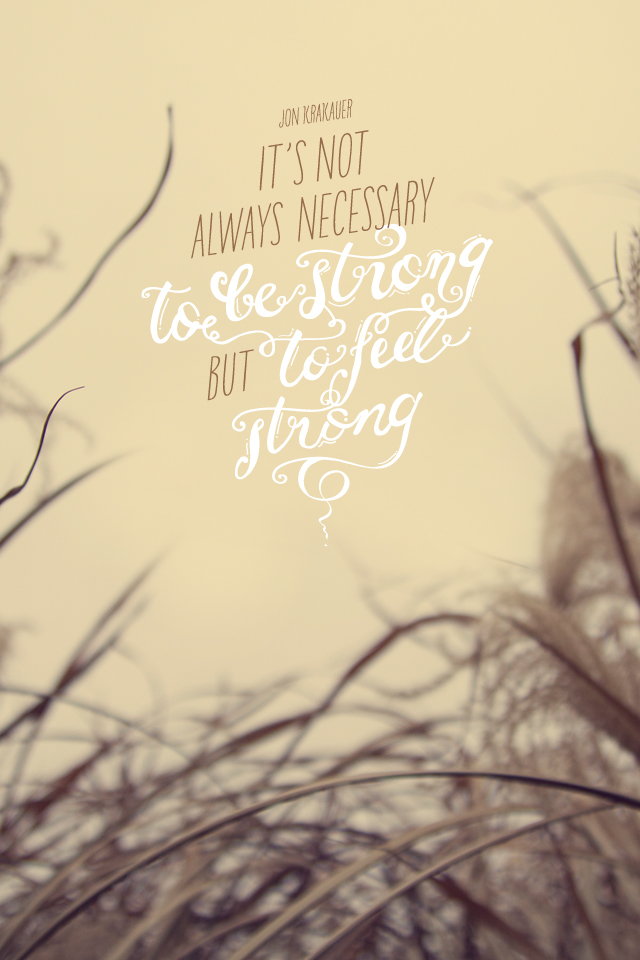 JON KRAKAUER
IT'S NOT
ALWAYS NECESSARY
to be strong
BUT to feel
strong